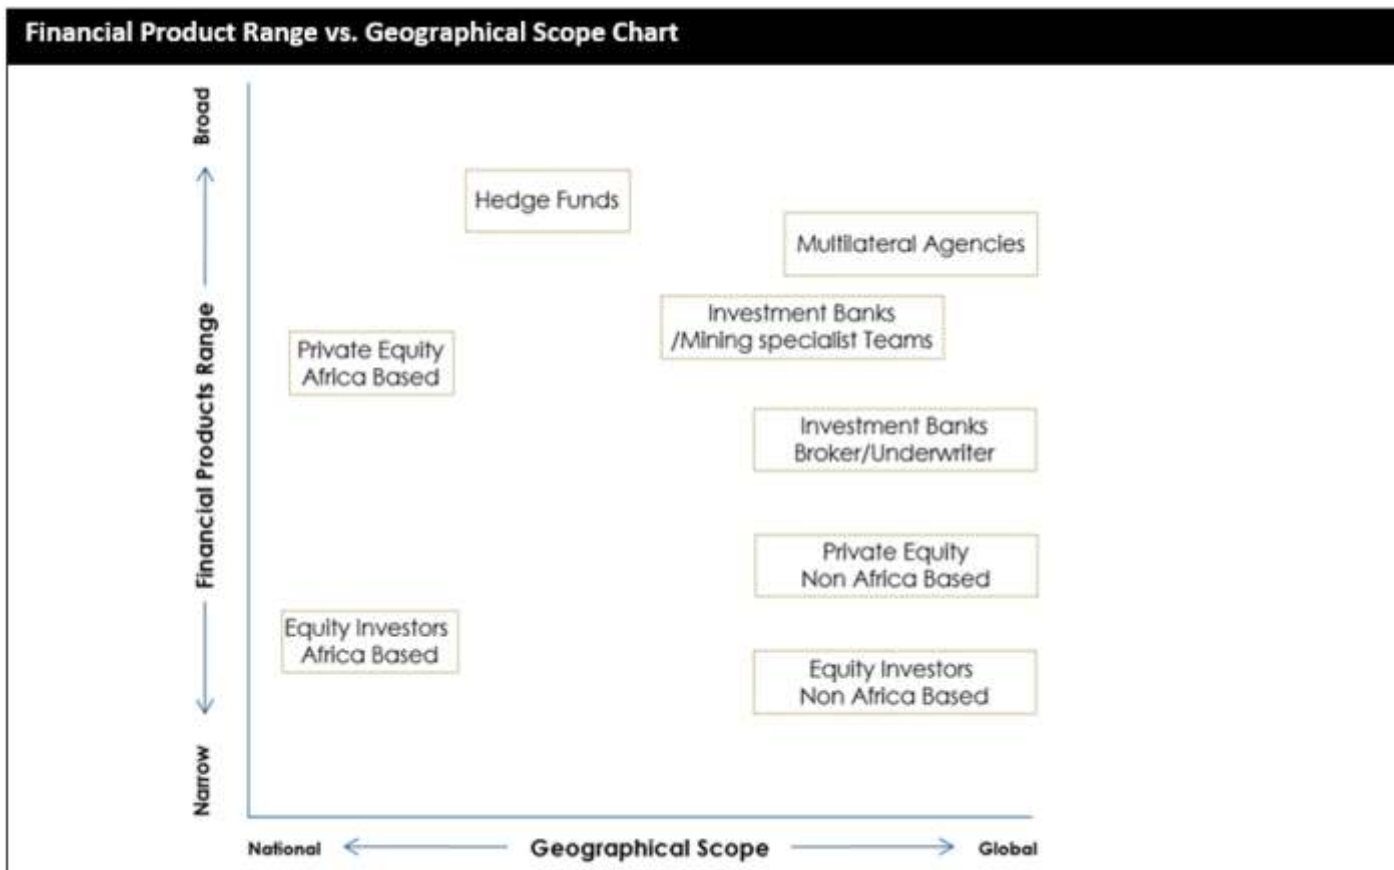 Financial Product Range vs. Geographical Scope Chart
Broad
Hedge Funds
Multilateral Agencies
Investment Banks
/Mining specialist Teams
Private Equity
Africa Based
Financial Products Range
Investment Banks
Broker/Underwriter
Private Equity
Non Africa Based
Equity Investors
Africa Based
Equity Investors
Non Africa Based
Narrow
National
Geographical Scope
Global